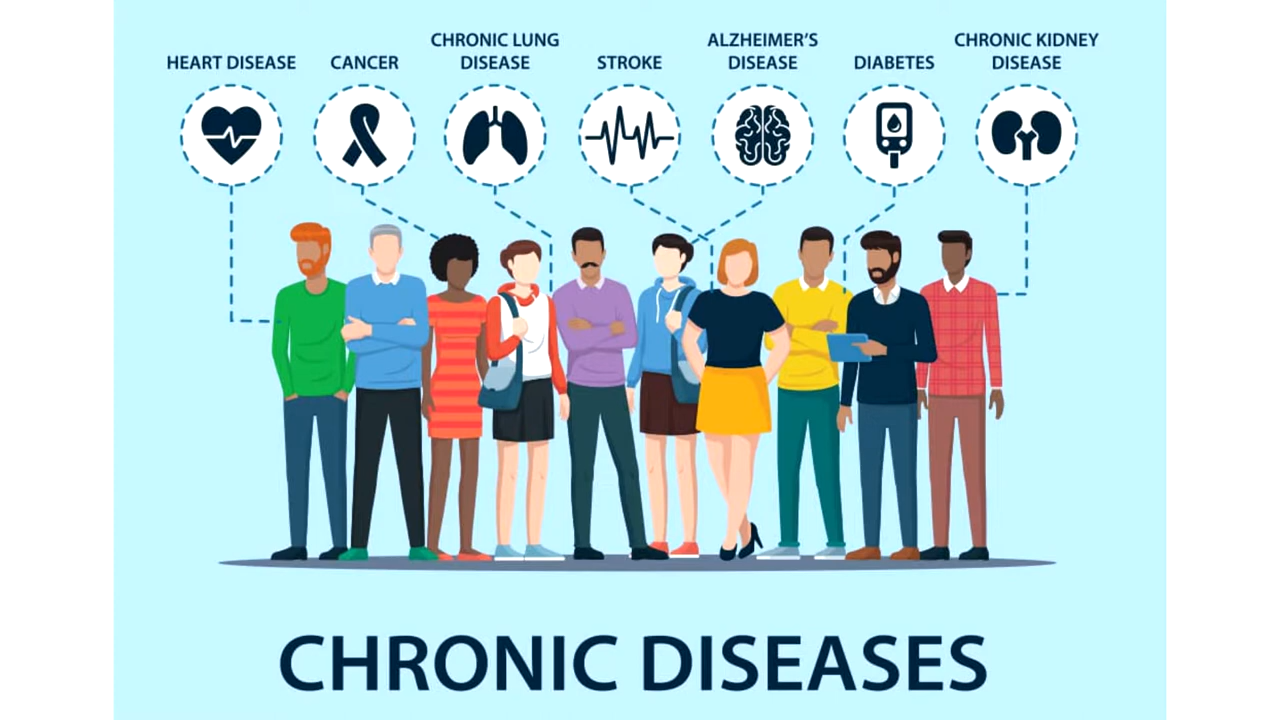 HEART DISEASE
CANCER
CHRONIC LUNG
DISEASE
STROKE
ALZHEIMER'S
DISEASE
DIABETES
CHRONIC KIDNEY
DISEASE
CHRONIC DISEASES